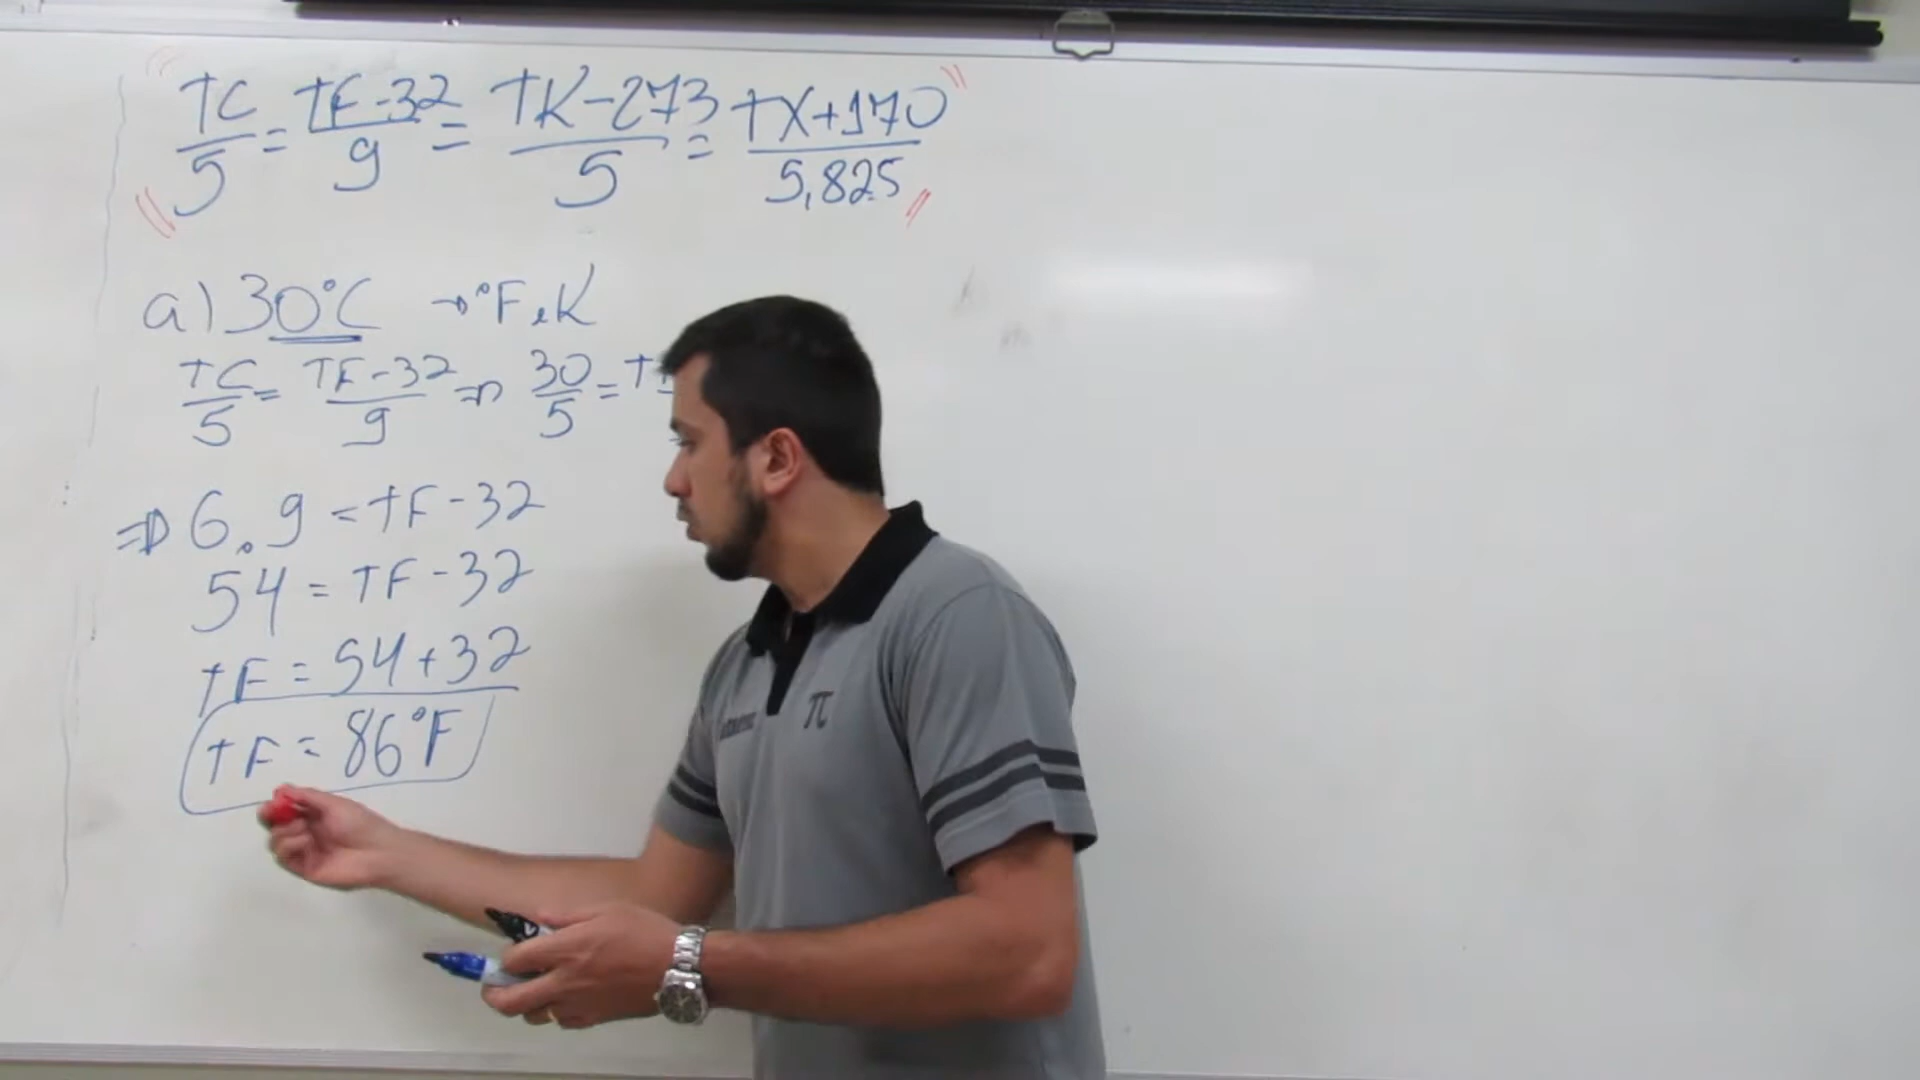 TC/5 = TF-32/9 = TK-273/5 = TX+170/5,825
a) 30°C → °F e K
TC/5 = TF-32/9 ⇒ 30/5 =
⇒ 6.9 = TF-32
54 = TF-32
TF = 54+32
TF = 86°F
π